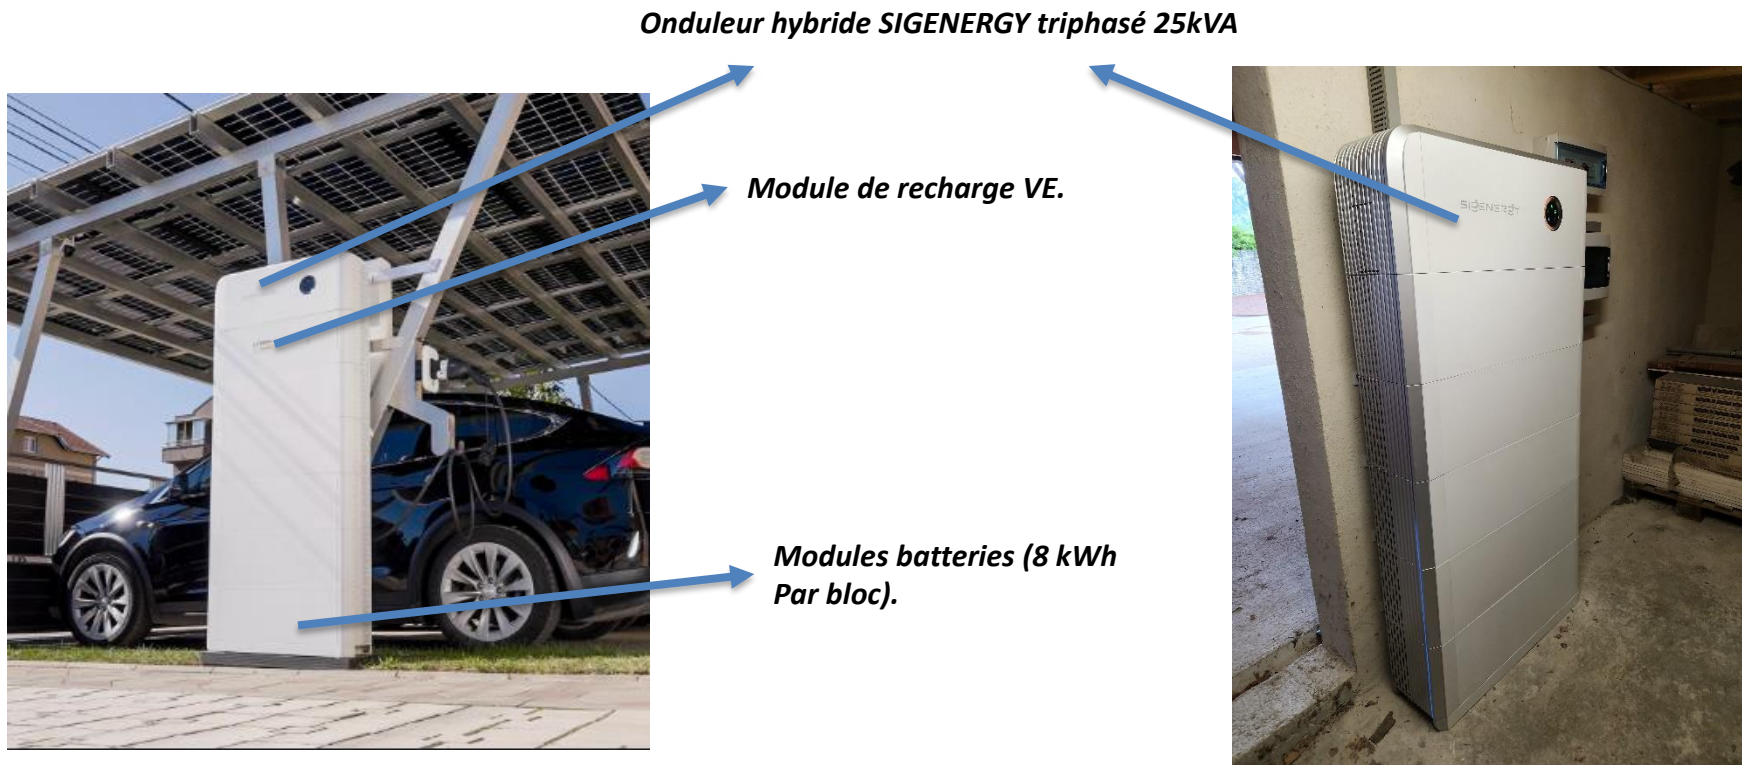 Onduleur hybride SIGENERGY triphasé 25kVA
Module de recharge VE.
SIGENERGY
Modules batteries (8 kWh
Par bloc).